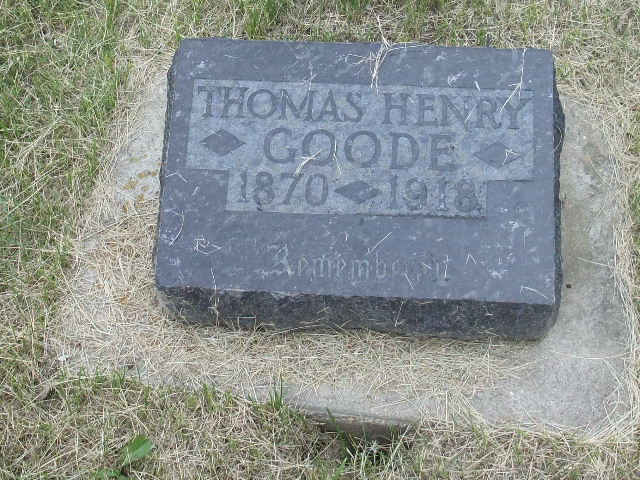 THOMAS HENRY
GOODE
1870 1918
Remembered